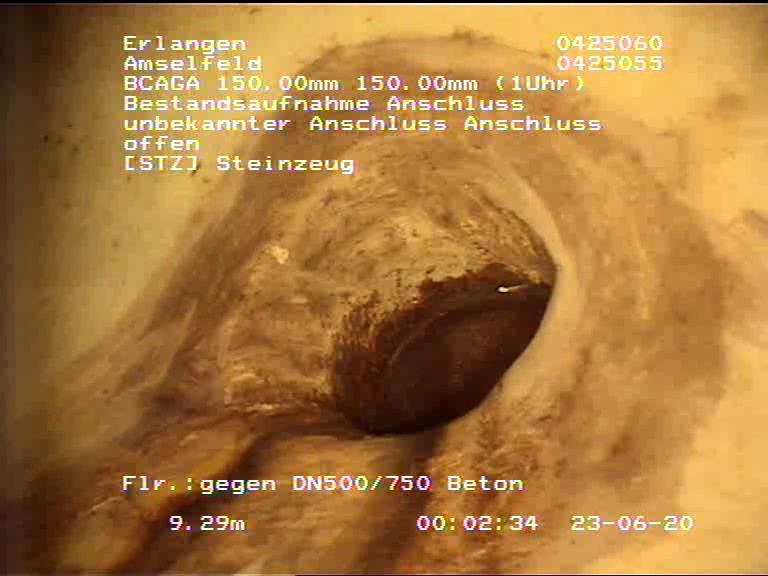 Erlangen 0425060
Amselfeld 0425055
BCAGA 150.00mm 150.00mm (1Uhr)
Bestandsaufnahme Anschluss
unbekannter Anschluss Anschluss
offen
[STZ] Steinzeug
Flr.:gegen DN500/750 Beton
9.29m 00:02:34 23-06-20